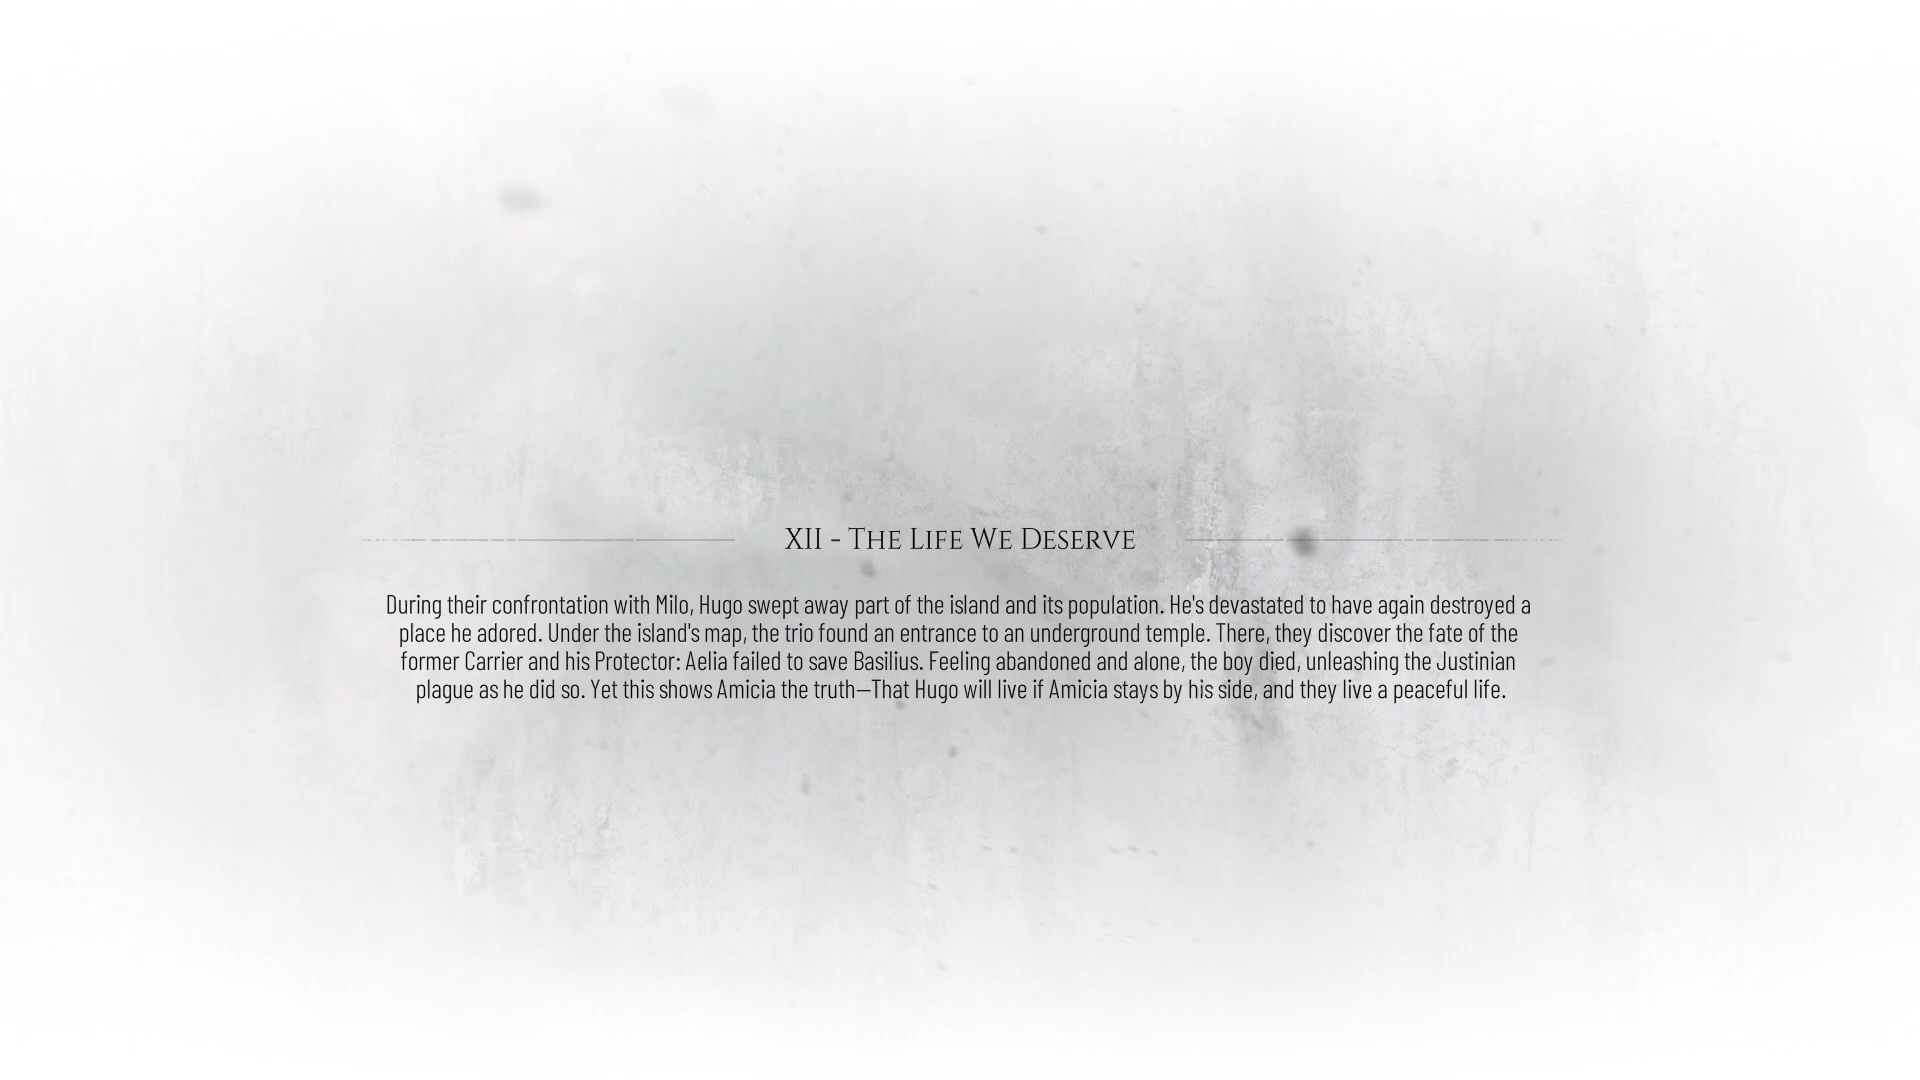 XII - The Life We Deserve
During their confrontation with Milo, Hugo swept away part of the island and its population. He's devastated to have again destroyed a
place he adored. Under the island's map, the trio found an entrance to an underground temple. There, they discover the fate of the
former Carrier and his Protector: Aelia failed to save Basilius. Feeling abandoned and alone, the boy died, unleashing the Justinian
plague as he did so. Yet this shows Amicia the truth—That Hugo will live if Amicia stays by his side, and they live a peaceful life.